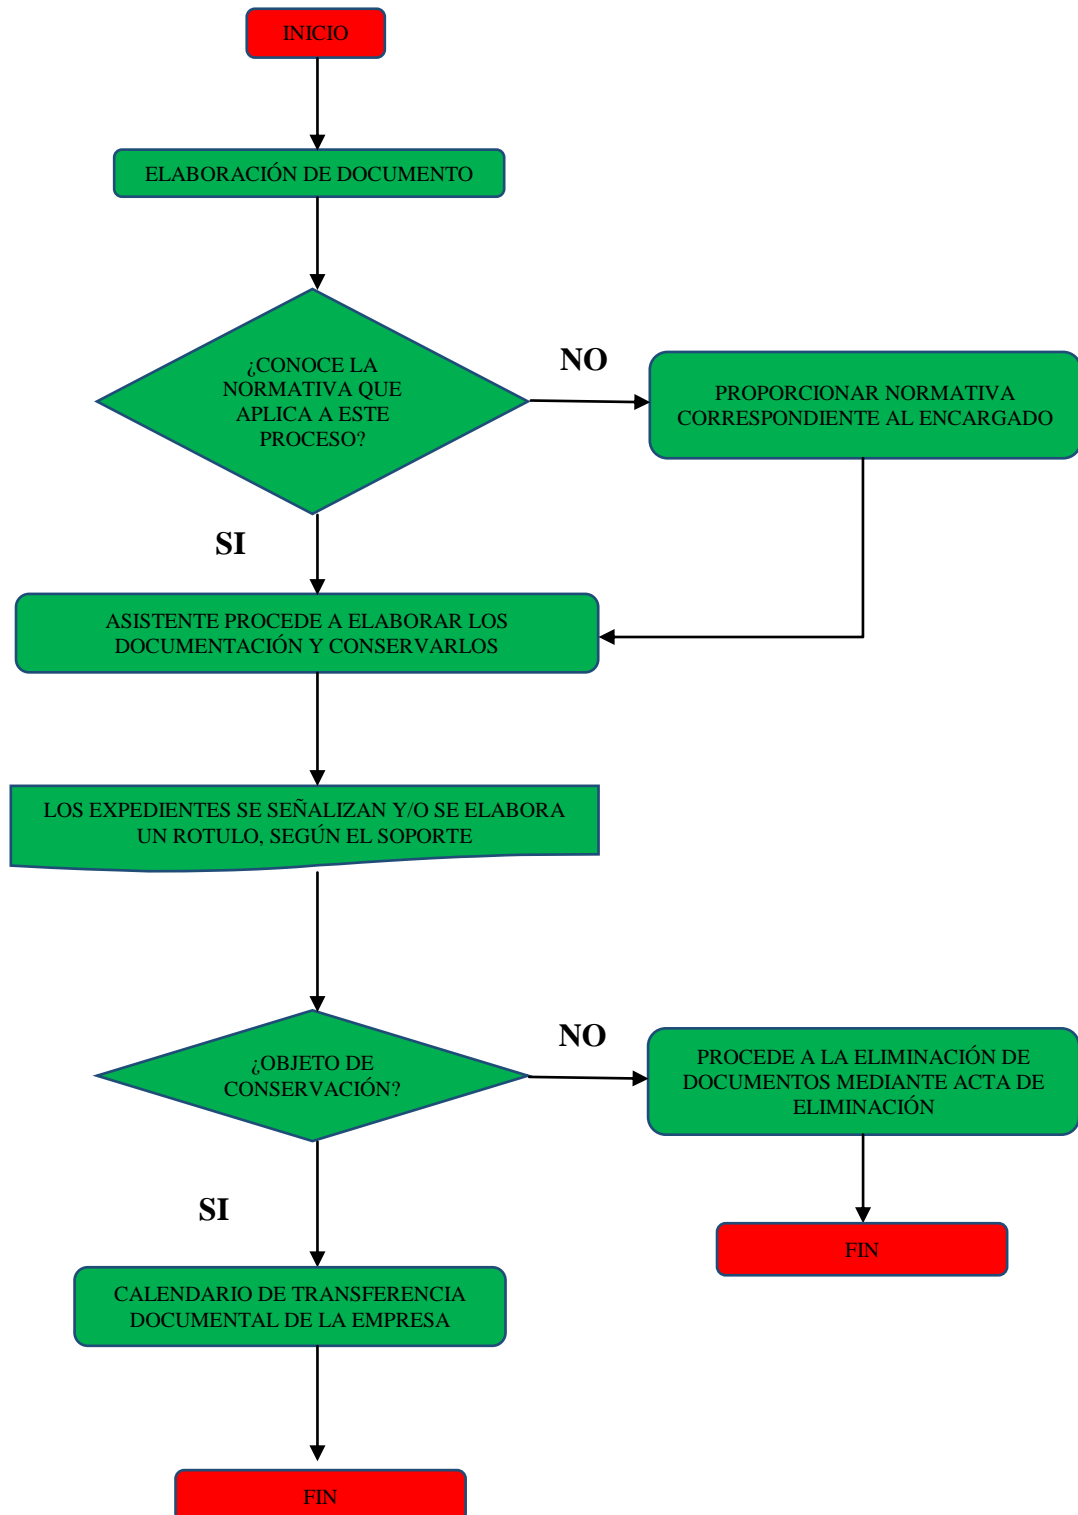 INICIO
ELABORACIÓN DE DOCUMENTO
¿CONOCE LA
NORMATIVA QUE
APLICA A ESTE
PROCESO?
NO
PROPORCIONAR NORMATIVA
CORRESPONDIENTE AL ENCARGADO
SI
ASISTENTE PROCEDE A ELABORAR LOS
DOCUMENTACIÓN Y CONSERVARLOS
LOS EXPEDIENTES SE SEÑALIZAN Y/O SE ELABORA
UN ROTULO, SEGÚN EL SOPORTE
¿OBJETO DE
CONSERVACIÓN?
NO
PROCEDE A LA ELIMINACIÓN DE
DOCUMENTOS MEDIANTE ACTA DE
ELIMINACIÓN
SI
FIN
CALENDARIO DE TRANSFERENCIA
DOCUMENTAL DE LA EMPRESA
FIN